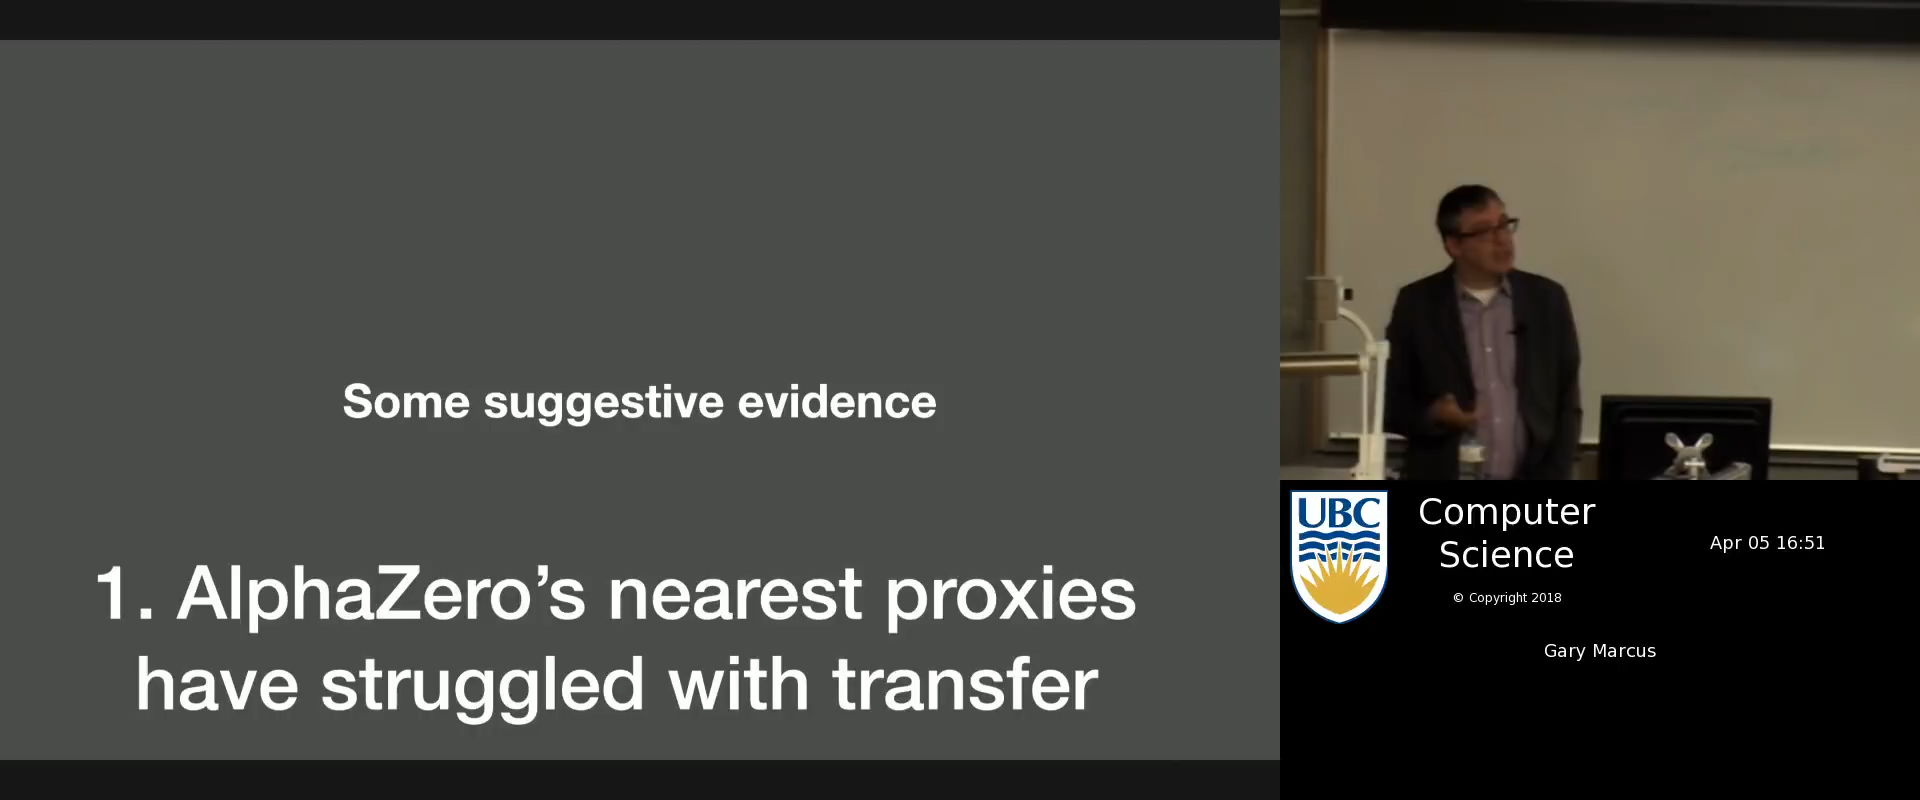 Some suggestive evidence
1. AlphaZero’s nearest proxies
have struggled with transfer
UBC
Computer
Science
Apr 05 16:51
© Copyright 2018
Gary Marcus